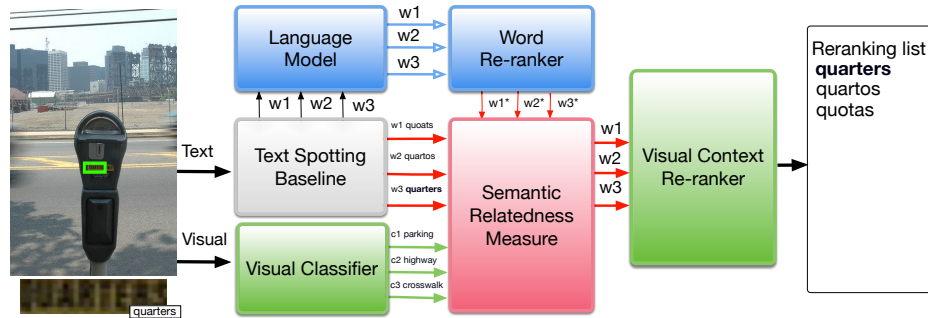 Language
Model
w1
w2
w3
Word
Re-ranker
w1
w2
w3
w1*
w2*
w3*
Text
Text Spotting
Baseline
w1 quoats
w2 quartos
w3 quarters
Semantic
Relatedness
Measure
w1
w2
w3
Visual Context
Re-ranker
Reranking list
quarters
quartos
quotas
Visual
Visual Classifier
c1 parking
c2 highway
c3 crosswalk
QUARTERS
quarters